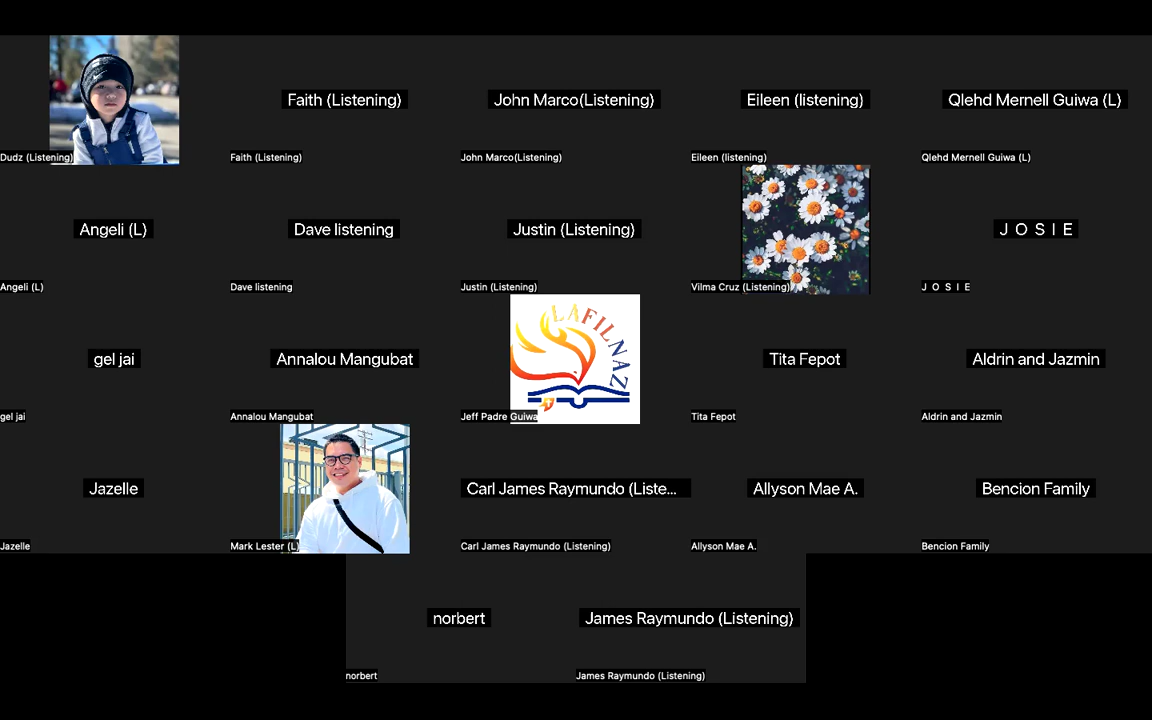 Dudz (Listening)
Faith (Listening)
Faith (Listening)
John Marco(Listening)
John Marco(Listening)
Eileen (listening)
Eileen (listening)
Qlehd Mernell Guiwa (L)
Qlehd Mernell Guiwa (L)
Angeli (L)
Angeli (L)
Dave listening
Dave listening
Justin (Listening)
Justin (Listening)
Vilma Cruz (Listening)
J O S I E
J O S I E
gel jai
gel jai
Annalou Mangubat
Annalou Mangubat
LAFILNAZ
Jeff Padre Guiwa
Tita Fepot
Tita Fepot
Aldrin and Jazmin
Aldrin and Jazmin
Jazelle
Jazelle
Mark Lester (L)
Carl James Raymundo (Liste...
Carl James Raymundo (Listening)
Allyson Mae A.
Allyson Mae A.
Bencion Family
Bencion Family
norbert
norbert
James Raymundo (Listening)
James Raymundo (Listening)